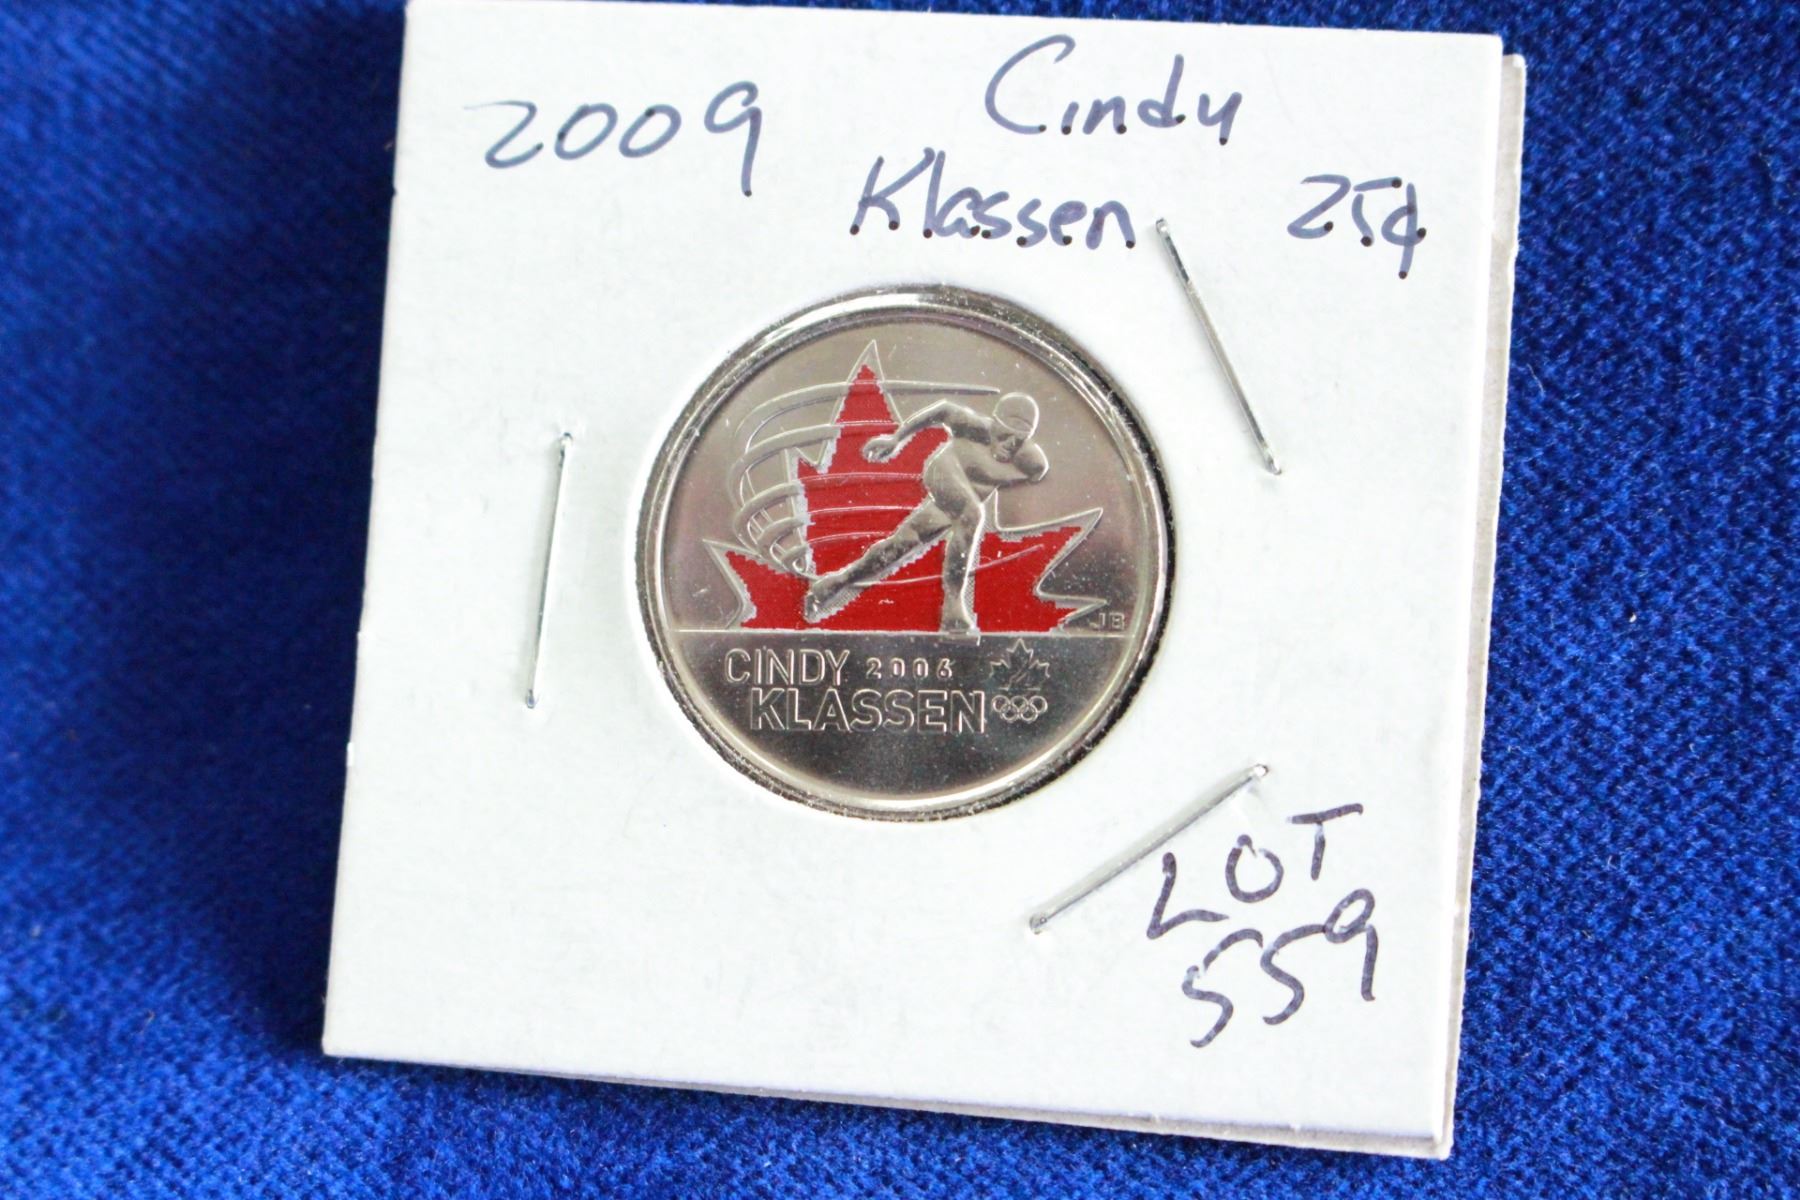 2009 Cindy
Klassen 25¢
JB
CINDY 2006
KLASSEN
LOT
559